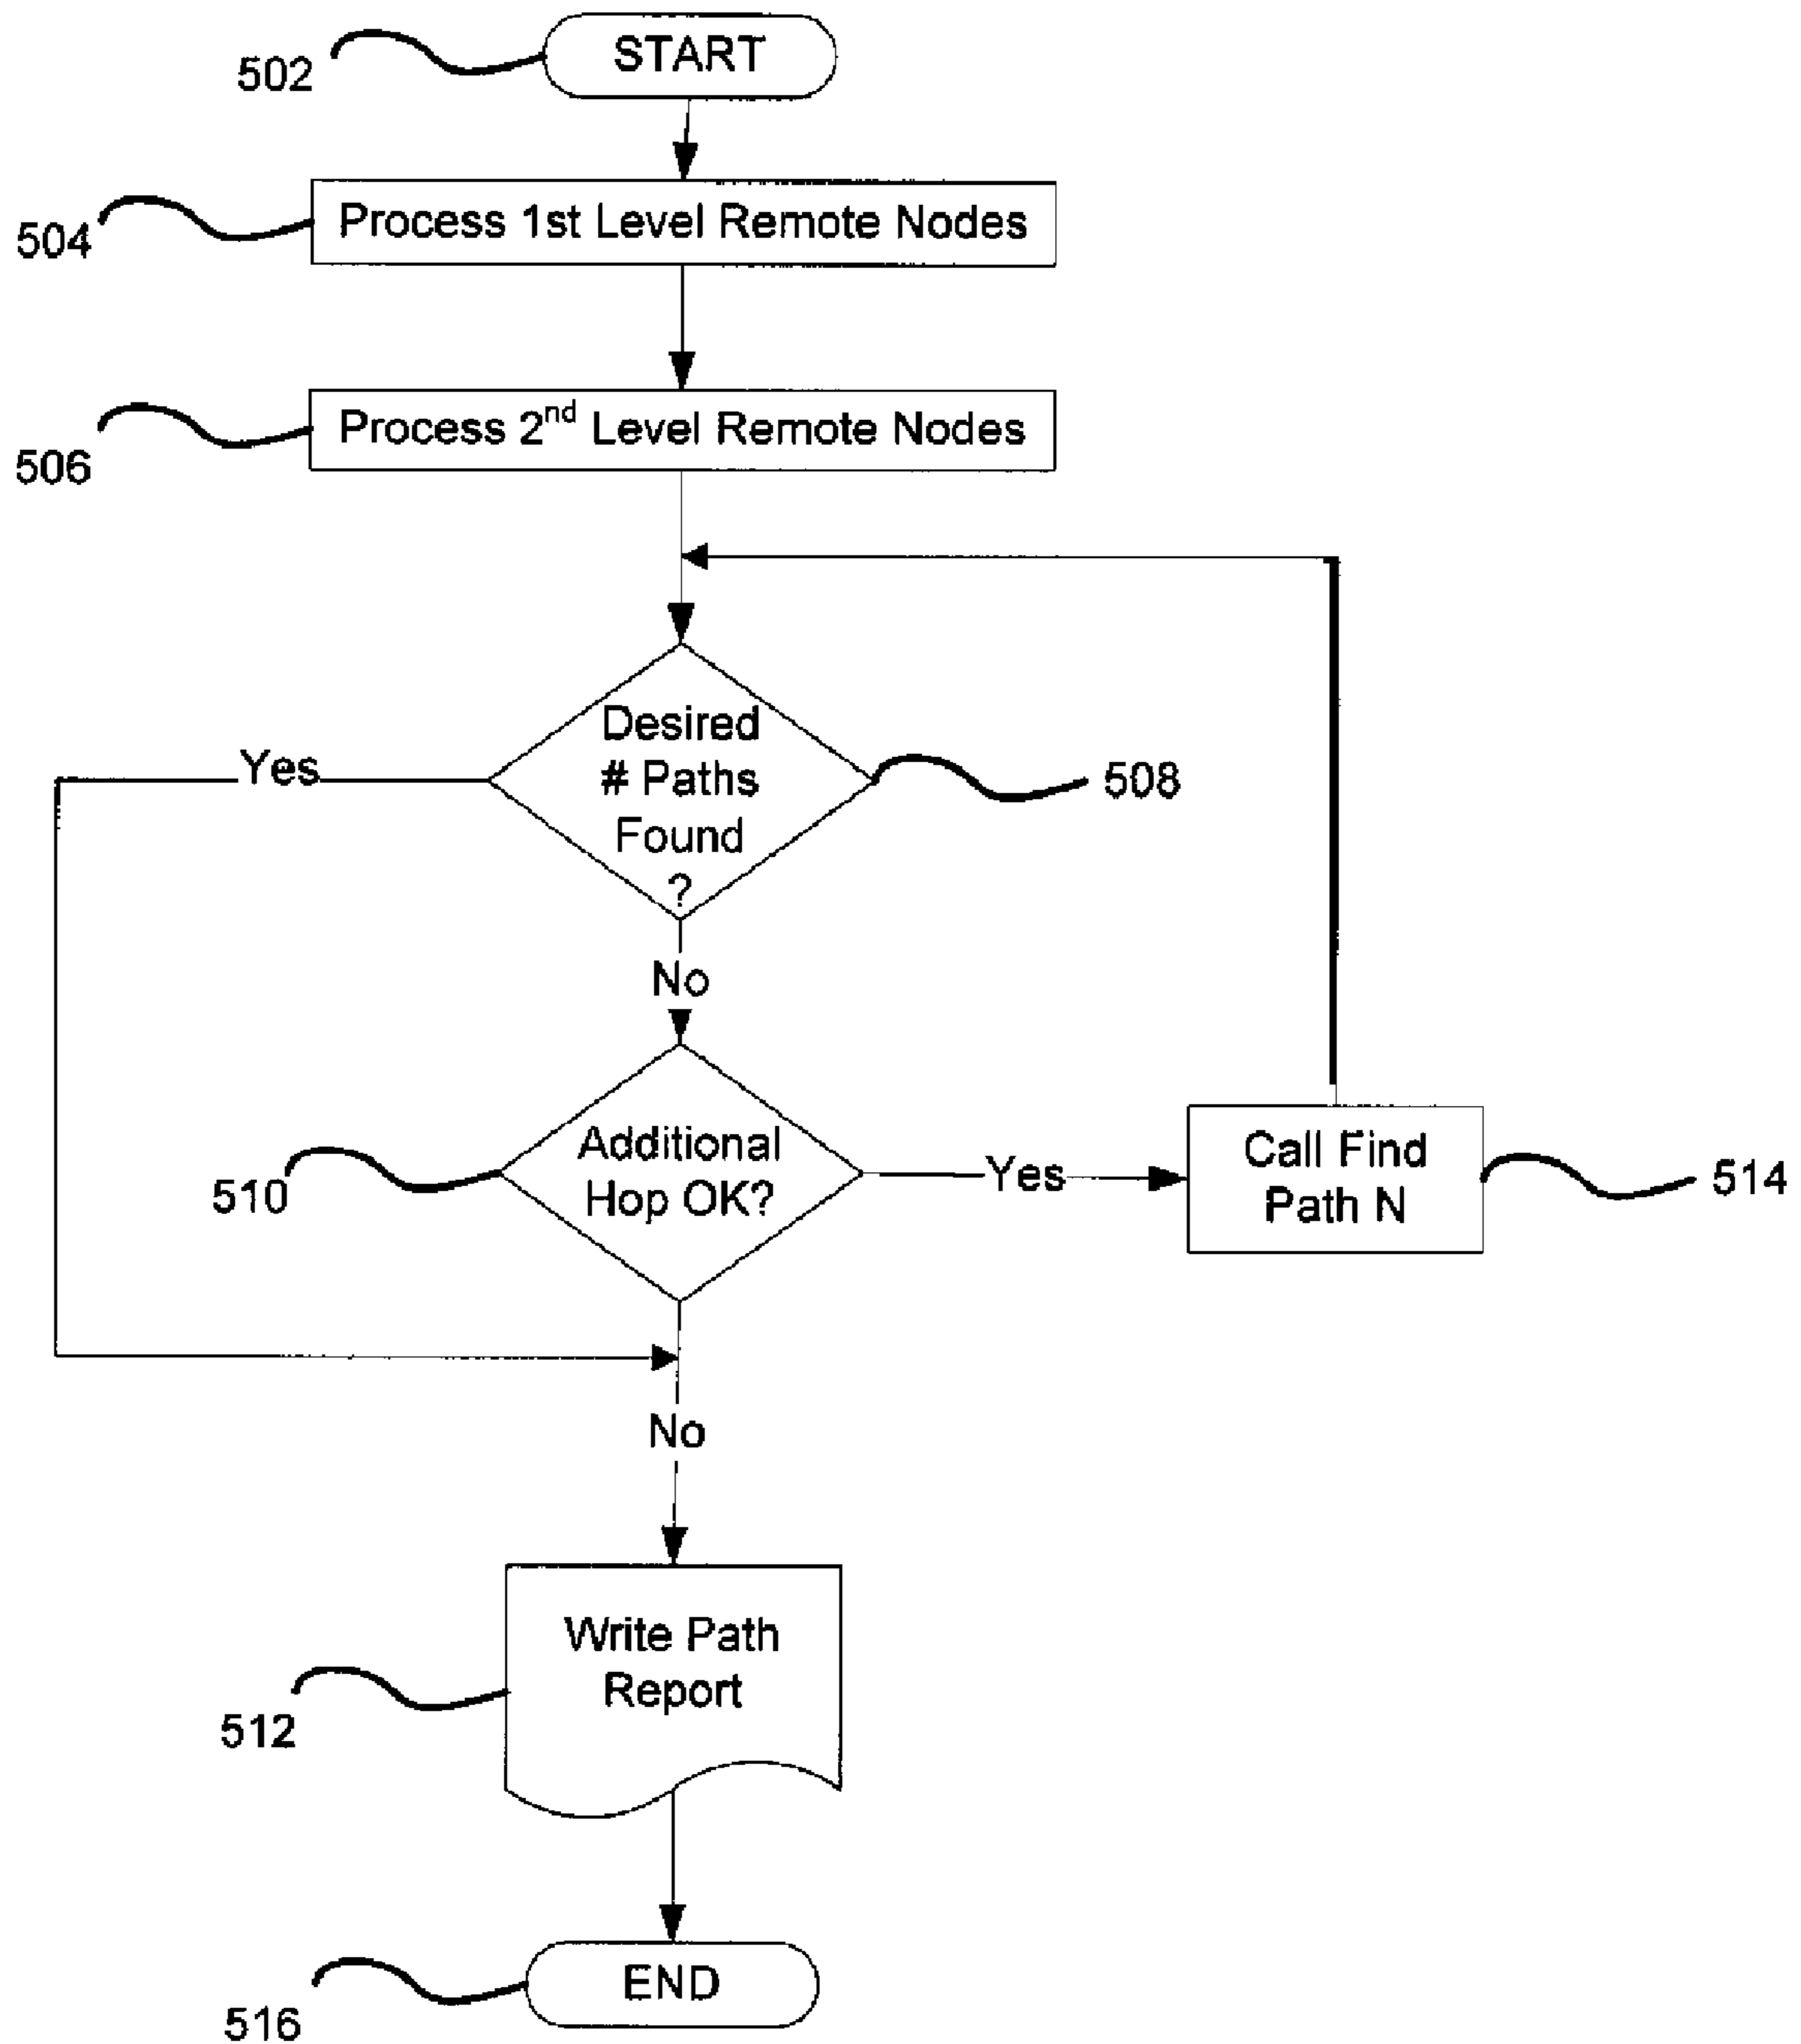 START
502
Process 1st Level Remote Nodes
504
Process 2nd Level Remote Nodes
506
Desired
# Paths
Found
?
Yes
508
No
Additional
Hop OK?
510
Yes
Call Find
Path N
514
No
Write Path
Report
512
END
516